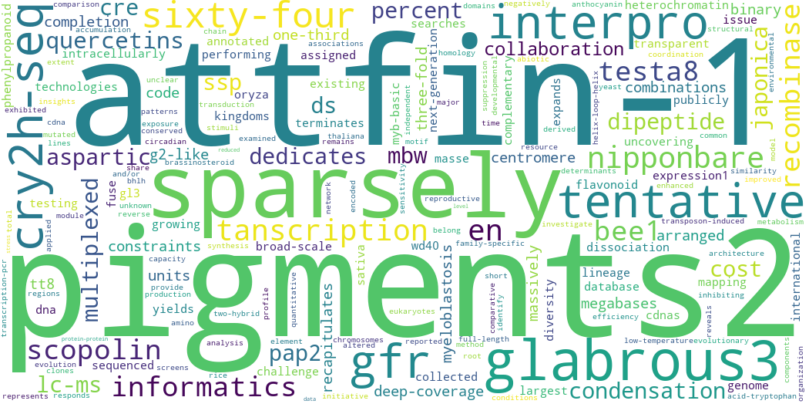 phenylpropanoid
comparison
accumulation
completion
cre
sixty-four
percent
domains
negatively
searches
anthocyanin
heterochromatin
binary
interpro
issue
recombinase
quercetins
chain
annotated
one-third
associations
homology
structural
intracellularly
assigned
collaboration
transparent
coordination
japonica
environmental
technologies
performing
existing
unclear
code
ssp
ds
attfin-1
three-fold
next-generation
complementary
suppression
developmental
abiotic
testa8
yeast
combinations
publicly
cry2h-seq
insights
extent
exhibited
oryza
kingdoms
transduction
stimuli
terminates
myb-basic
independent
motif
major
helix-loop-helix
expands
resource
derived
dipeptide
uncovering
common
model
improved
mutated
lines
cdna
patterns
exposure
conserved
circadian
examined
reduced
thaliana
remains
time
aspartic
g2-like
dedicates
mbw
en masse
centromere
nipponbare
share
and/or
bhlh
brassinosteroid
fuse
unknown
reverse
gl3
testing
growing
sparsely
network
encoded
sensitivity
reproductive
determinants
flavonoid
expression1
similarity
enhanced
tentative
metabolism
total
module
applied
multiplexed
constraints
synthesis
capacity
broad-scale
tanscription
level
wd40
family-specific
belong
bee1
arranged
investigate
transposon-induced
international
transcription-pcr
tt8
regions
dna
units
provide
production
yields
two-hybrid
amino
pigments2
profile
quantitative
sativa
recapitulates
element
myeloblastosis
architecture
short
eukaryotes
massively
diversity
comparative
identify
dissociation
lineage
database
megabases
cdnas
cost
mapping
inhibiting
efficiency
reveals
scopolin
protein-protein
evolution
clones
screens
analysis
pap2
challenge
chromosomes
altered
gfr
reported
full-length
method
root
glabrous3
low-temperature
evolutionary
components
organization
lc-ms
sequenced
represents
responds
informatics
rice
initiative
data
collected
deep-coverage
largest
condensation
genome
acid-tryptophan